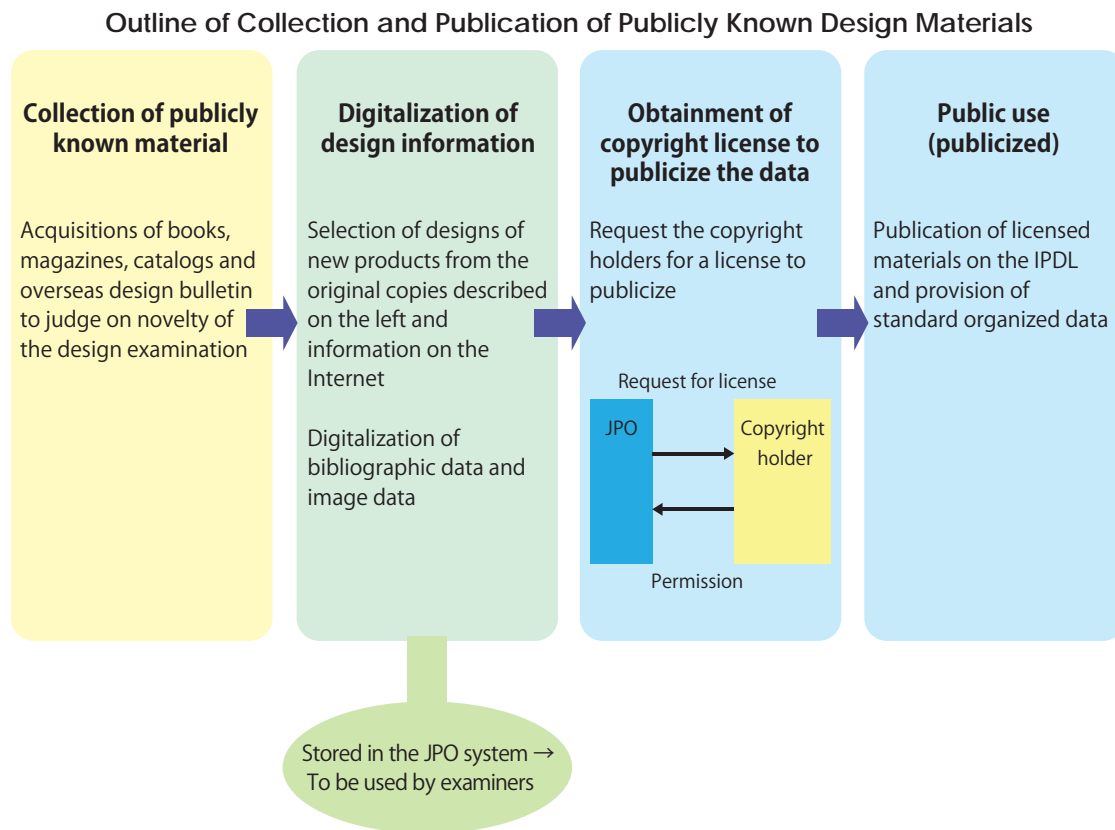 Outline of Collection and Publication of Publicly Known Design Materials
Collection of publicly
known material
Acquisitions of books,
magazines, catalogs and
overseas design bulletin
to judge on novelty of
the design examination
Digitalization of
design information
Selection of designs of
new products from the
original copies described
on the left and
information on the
Internet
Digitalization of
bibliographic data and
image data
Stored in the JPO system →
To be used by examiners
Obtainment of
copyright license to
publicize the data
Request the copyright
holders for a license to
publicize
Request for license
JPO
Copyright
holder
Permission
Public use
(publicized)
Publication of licensed
materials on the IPDL
and provision of
standard organized data